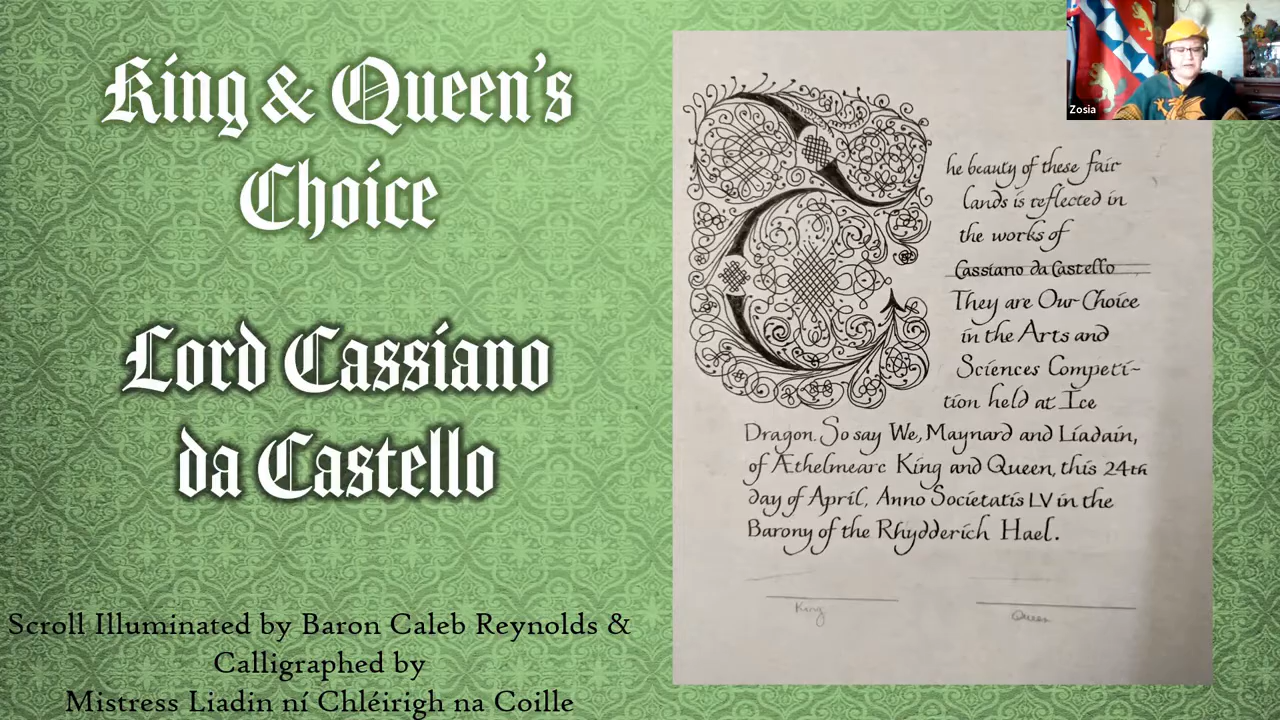 King & Queen's
Choice
Lord Cassiano
da Castello
Scroll Illuminated by Baron Caleb Reynolds &
Calligraphed by
Mistress Liadin ní Chléirigh na Coille
The beauty of these fair
lands is reflected in
the works of
Cassiano da Castello
They are Our Choice
in the Arts and
Sciences Competi-
tion held at Ice
Dragon. So say We, Maynard and Liadain,
of Æthelmearc King and Queen, this 24th
day of April, Anno Societatis LV in the
Barony of the Rhydderich Hael.
King
Queen
Zosia